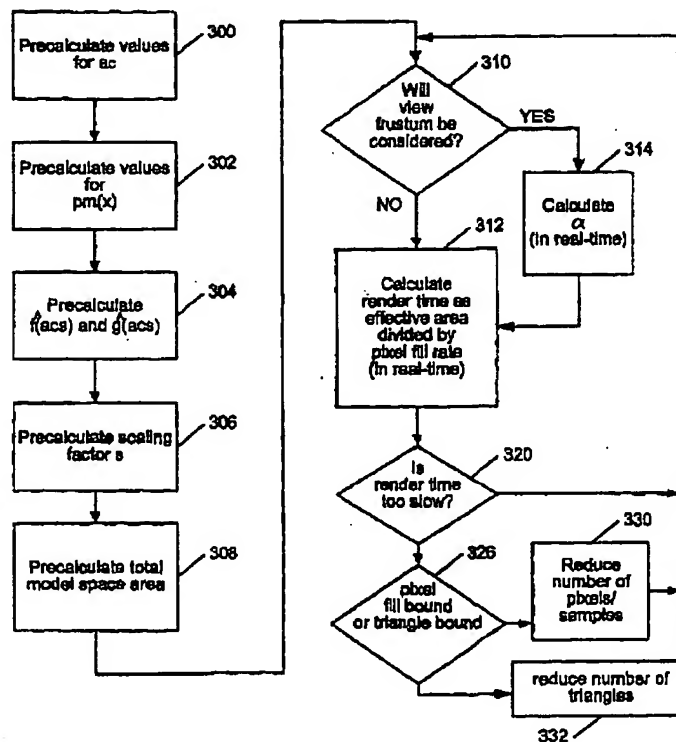 Precalculate values
for ac
300
Precalculate values
for
pm(x)
302
Precalculate
f̂(acs) and ĝ(acs)
304
Precalculate scaling
factor s
306
Precalculate total
model space area
308
Will
view
frustum be
considered?
310
YES
NO
314
Calculate
α
(in real-time)
312
Calculate
render time as
effective area
divided by
pixel fill rate
(in real-time)
Is
render time
too slow?
320
pixel
fill bound
or triangle bound
326
330
Reduce
number of
pixels/
samples
reduce number of
triangles
332